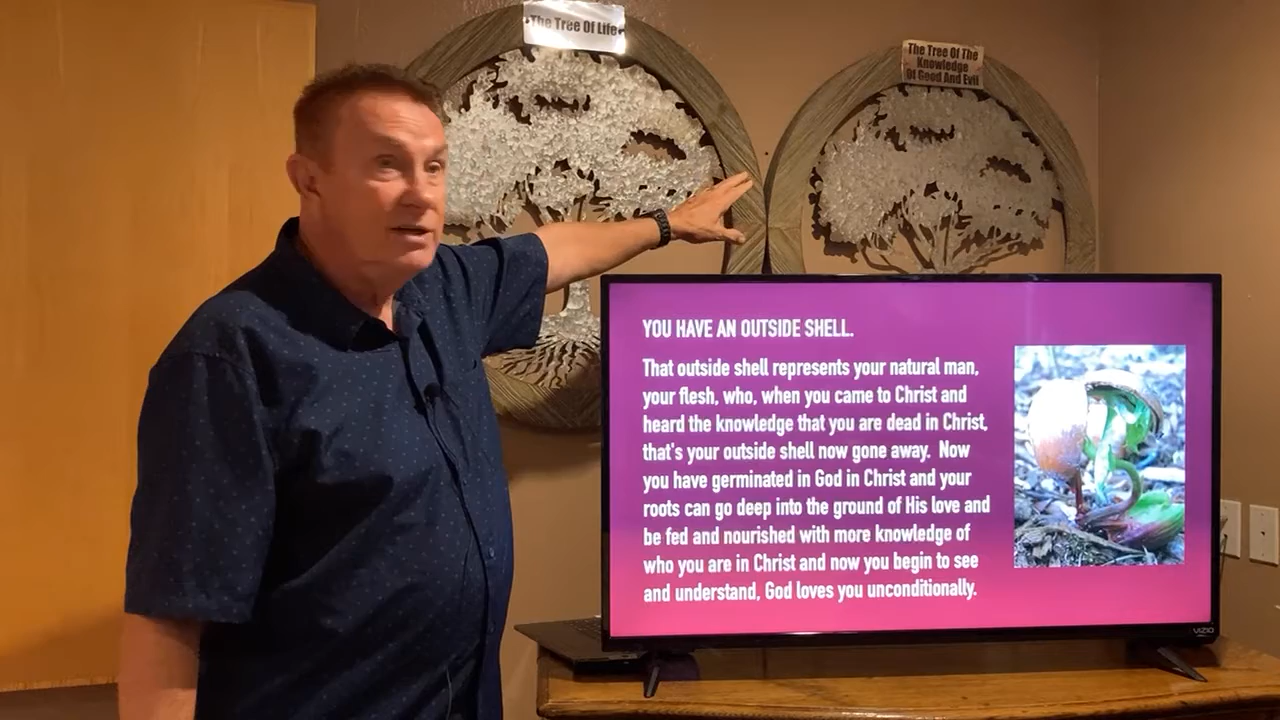 The Tree Of Life
The Tree Of The
Knowledge
Of Good And Evil
YOU HAVE AN OUTSIDE SHELL.
That outside shell represents your natural man,
your flesh, who, when you came to Christ and
heard the knowledge that you are dead in Christ,
that's your outside shell now gone away. Now
you have germinated in God in Christ and your
roots can go deep into the ground of His love and
be fed and nourished with more knowledge of
who you are in Christ and now you begin to see
and understand, God loves you unconditionally.
VIZIO